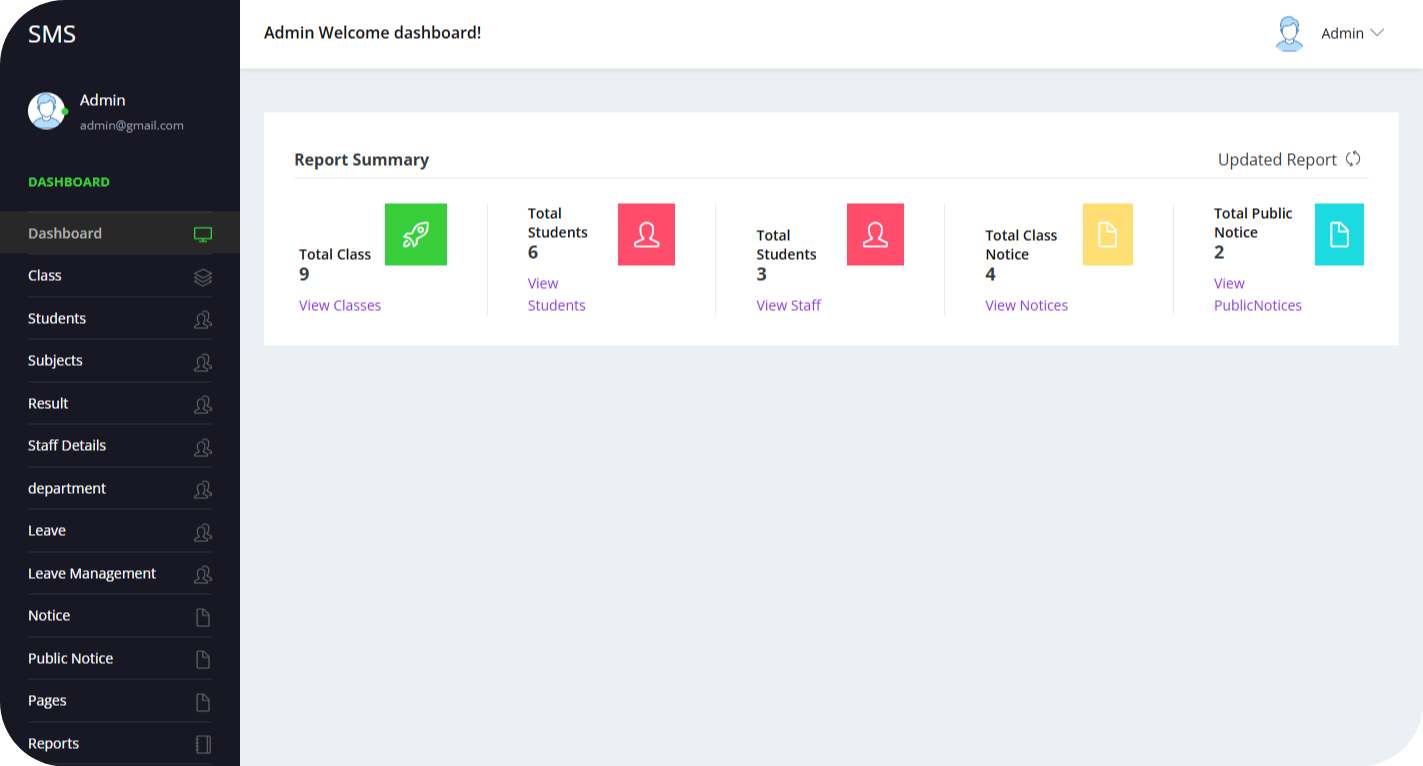 SMS
Admin
admin@gmail.com
DASHBOARD
Dashboard
Class
Students
Subjects
Result
Staff Details
department
Leave
Leave Management
Notice
Public Notice
Pages
Reports
Admin Welcome dashboard!
Admin
Report Summary
Updated Report
Total Class
9
View Classes
Total
Students
6
View
Students
Total
Students
3
View Staff
Total Class
Notice
4
View Notices
Total Public
Notice
2
View
PublicNotices